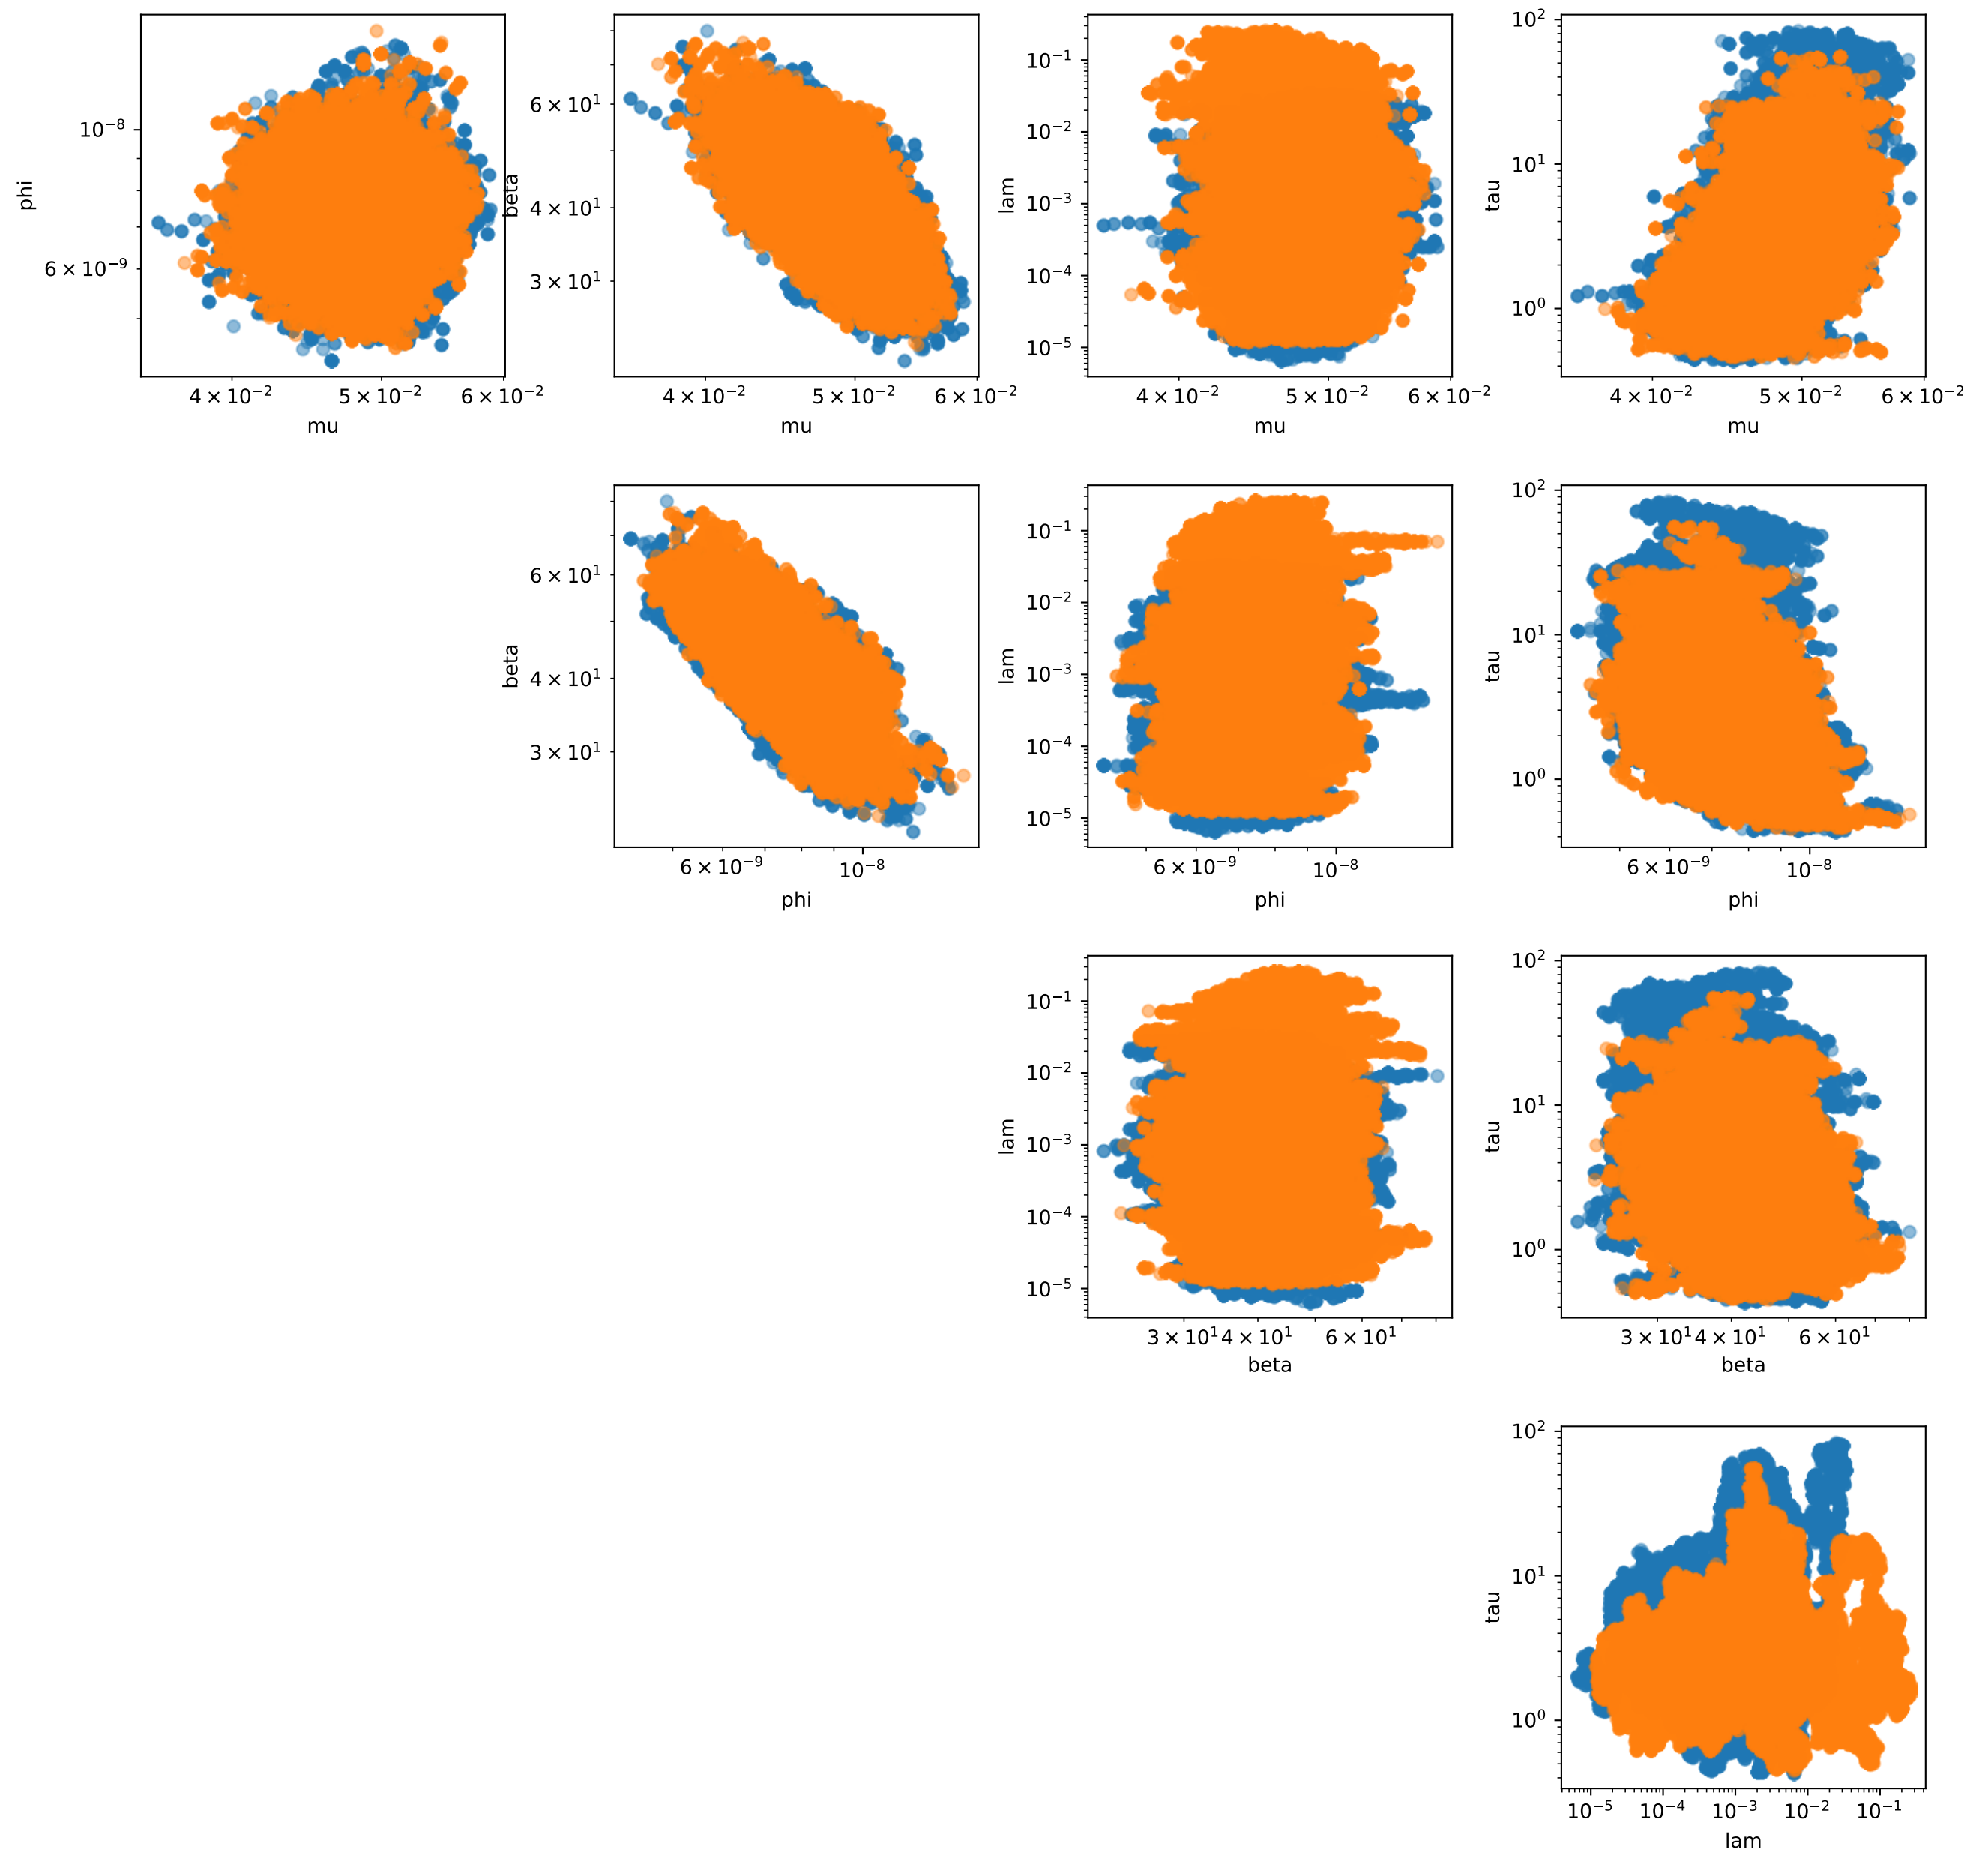 phi
10⁻⁸
6 × 10⁻⁹
4 × 10⁻² 5 × 10⁻² 6 × 10⁻²
mu
beta
6 × 10¹
4 × 10¹
3 × 10¹
4 × 10⁻² 5 × 10⁻² 6 × 10⁻²
mu
lam
10⁻¹
10⁻²
10⁻³
10⁻⁴
10⁻⁵
4 × 10⁻² 5 × 10⁻² 6 × 10⁻²
mu
tau
10²
10¹
10⁰
4 × 10⁻² 5 × 10⁻² 6 × 10⁻²
mu
beta
6 × 10¹
4 × 10¹
3 × 10¹
6 × 10⁻⁹ 10⁻⁸
phi
lam
10⁻¹
10⁻²
10⁻³
10⁻⁴
10⁻⁵
6 × 10⁻⁹ 10⁻⁸
phi
tau
10²
10¹
10⁰
6 × 10⁻⁹ 10⁻⁸
phi
lam
10⁻¹
10⁻²
10⁻³
10⁻⁴
10⁻⁵
3 × 10¹ 4 × 10¹ 6 × 10¹
beta
tau
10²
10¹
10⁰
3 × 10¹ 4 × 10¹ 6 × 10¹
beta
tau
10²
10¹
10⁰
10⁻⁵ 10⁻⁴ 10⁻³ 10⁻² 10⁻¹
lam